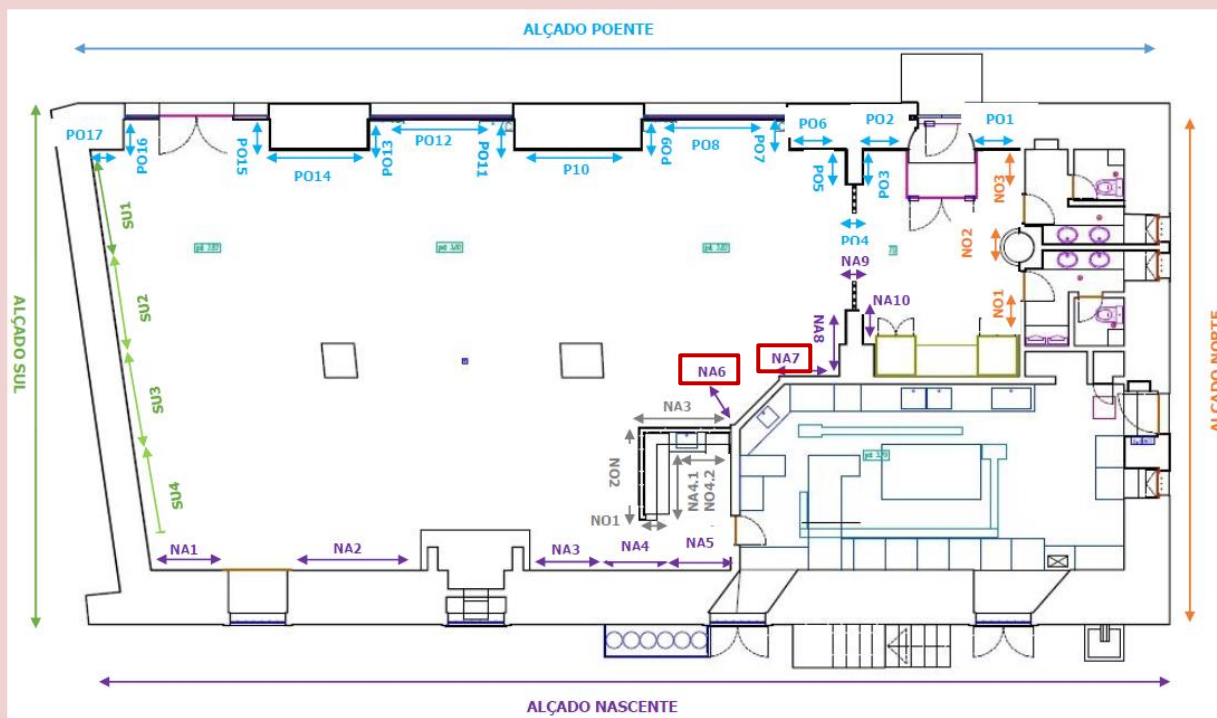 ALÇADO POENTE
PO17
PO16
PO15
PO14
PO13
PO12
PO11
P10
PO9
PO8
PO7
PO6
PO5
PO2
PO3
PO1
NO3
SU1
PO4
NO2
NA9
SU2
NA10
NO1
NA8
ALÇADO SUL
ALÇADO NORTE
NA7
NA6
SU3
NA3
NO2
NA4.1
NO4.2
SU4
NO1
NA1
NA2
NA3
NA4
NA5
ALÇADO NASCENTE